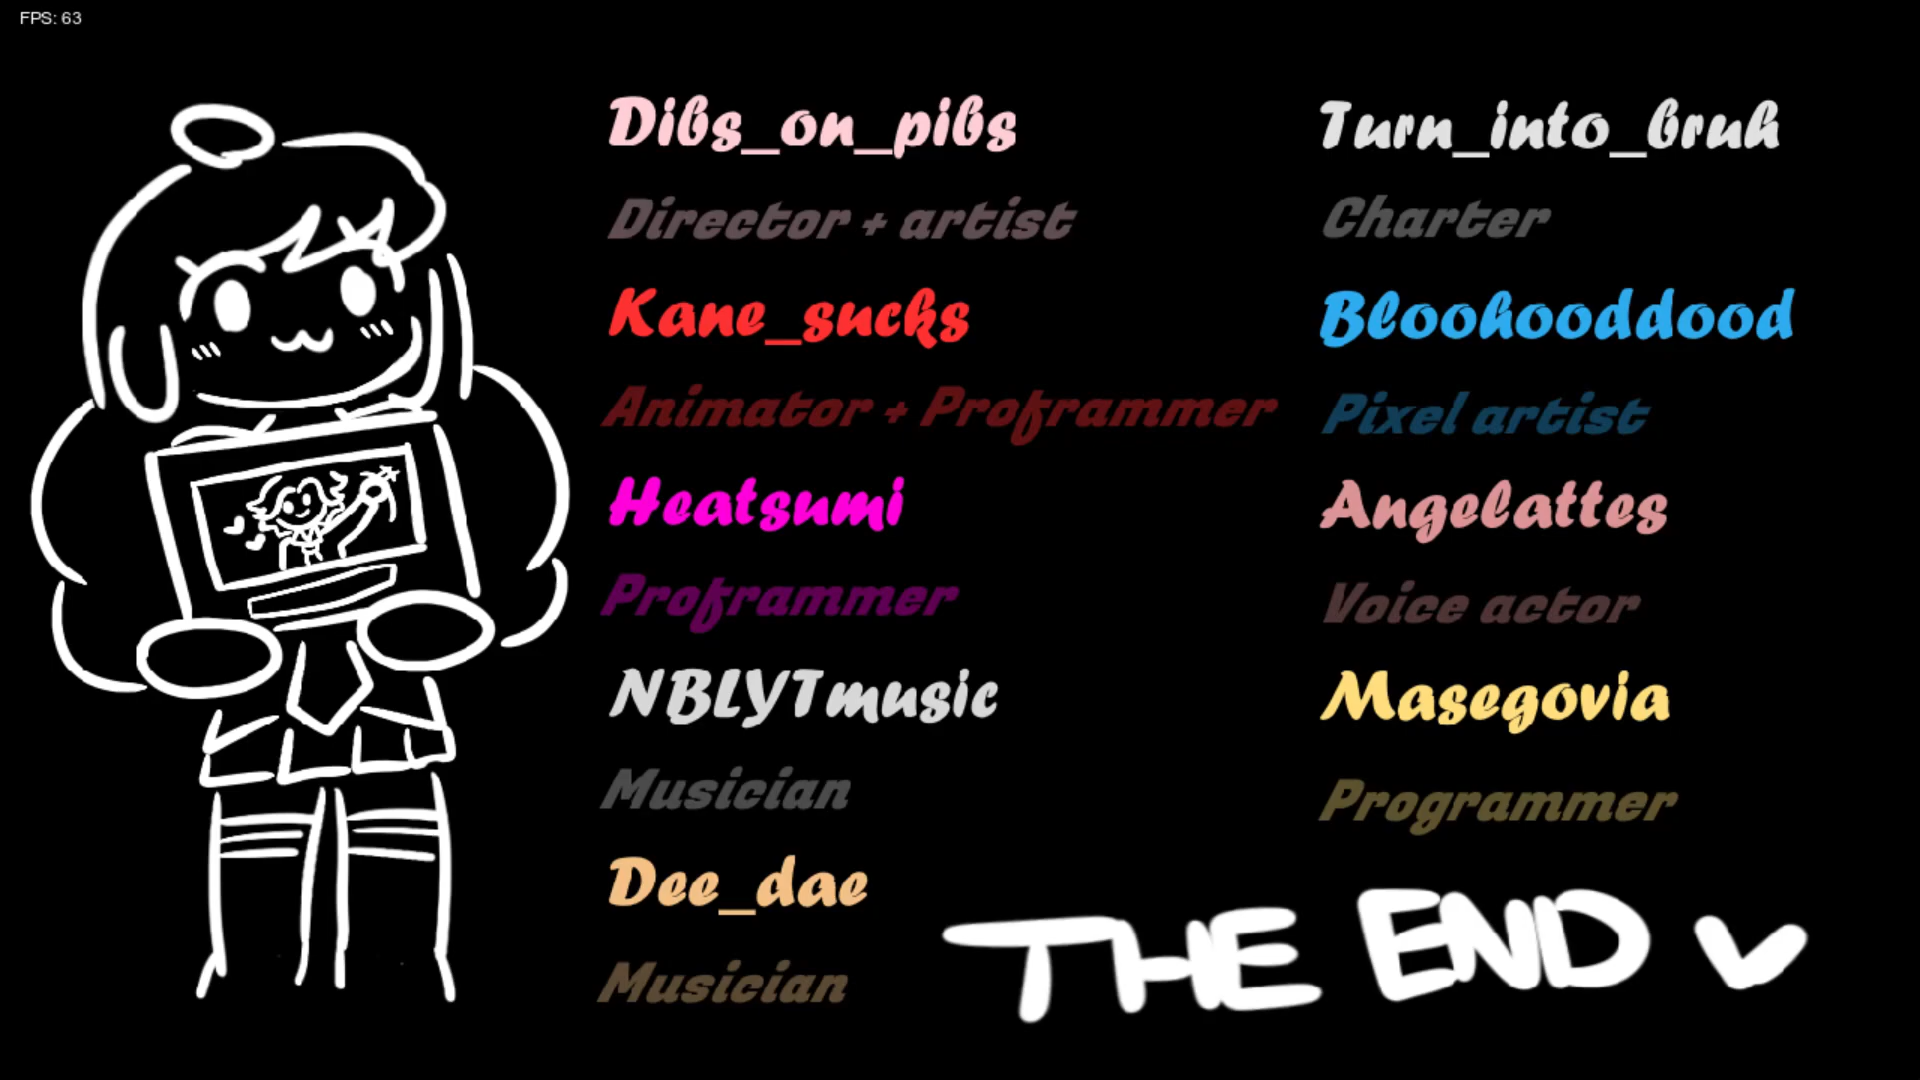 FPS: 63
Dibs_on_pibs
Director + artist
Kane_sucks
Animator + Proframmer
Heatsumi
Proframmer
NBLYTmusic
Musician
Dee_dae
Musician
Turn_into_bruh
Charter
Bloohooddood
Pixel artist
Angelattes
Voice actor
Masegovia
Programmer
THE END